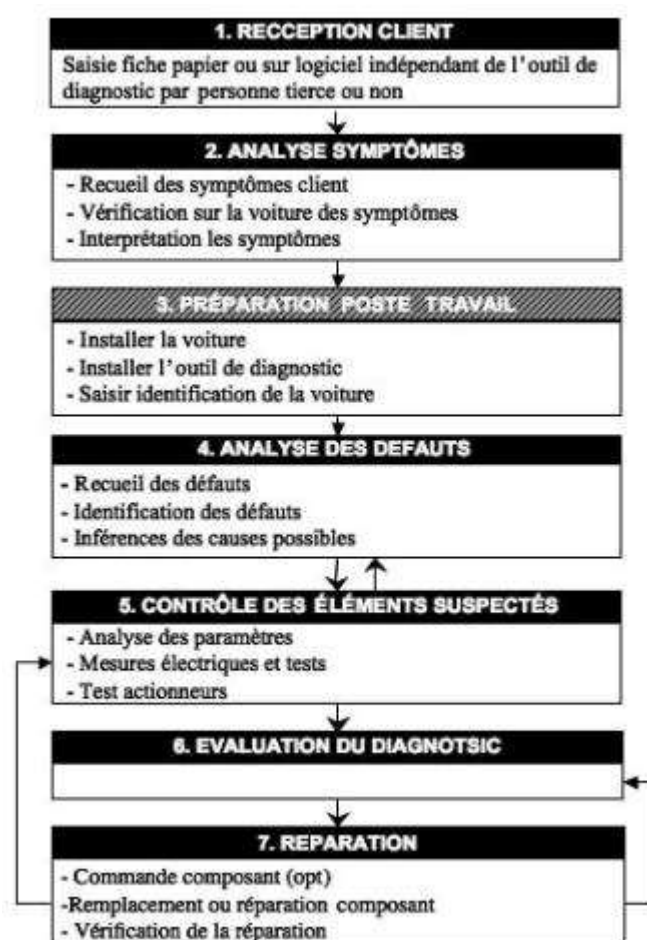 1. RECCEPTION CLIENT
Saisie fiche papier ou sur logiciel indépendant de l'outil de
diagnostic par personne tierce ou non
2. ANALYSE SYMPTÔMES
- Recueil des symptômes client
- Vérification sur la voiture des symptômes
- Interprétation les symptômes
3. PRÉPARATION POSTE TRAVAIL
- Installer la voiture
- Installer l'outil de diagnostic
- Saisir identification de la voiture
4. ANALYSE DES DEFAUTS
- Recueil des défauts
- Identification des défauts
- Inférences des causes possibles
5. CONTRÔLE DES ÉLÉMENTS SUSPECTÉS
- Analyse des paramètres
- Mesures électriques et tests
- Test actionneurs
6. EVALUATION DU DIAGNOTSIC
7. REPARATION
- Commande composant (opt)
-Remplacement ou réparation composant
- Vérification de la réparation